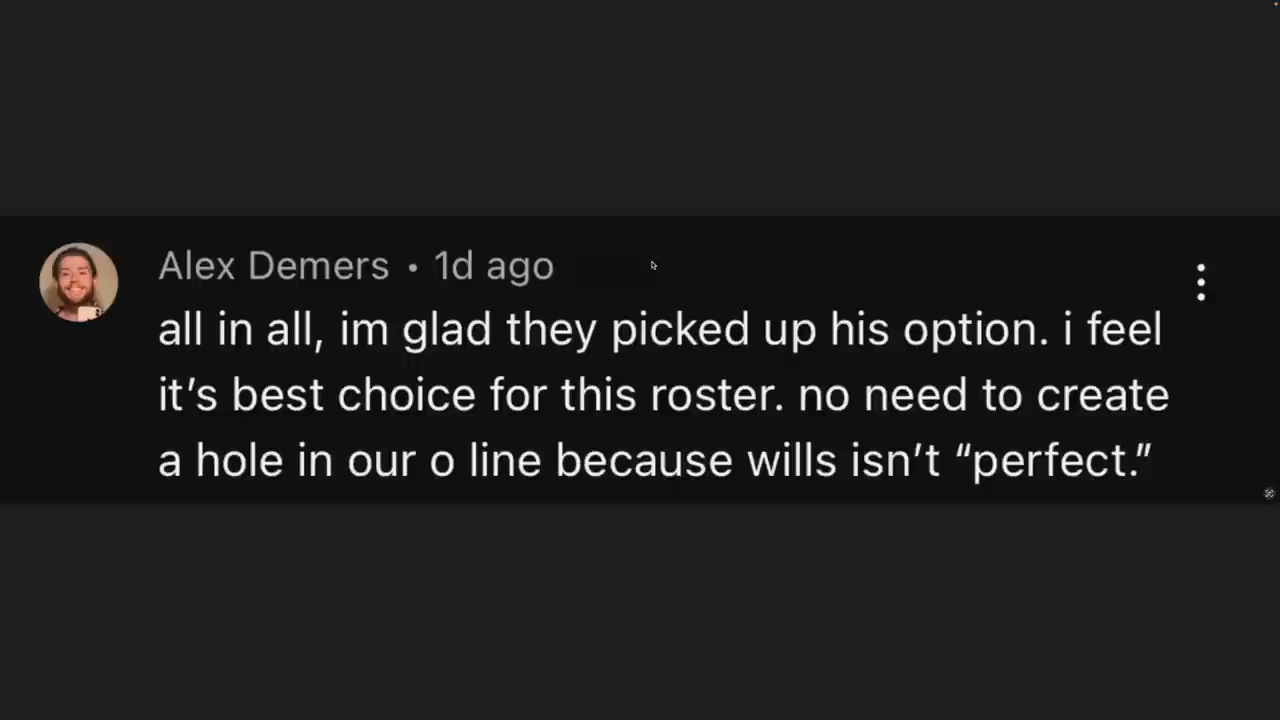 Alex Demers • 1d ago
all in all, im glad they picked up his option. i feel
it’s best choice for this roster. no need to create
a hole in our o line because wills isn’t “perfect.”